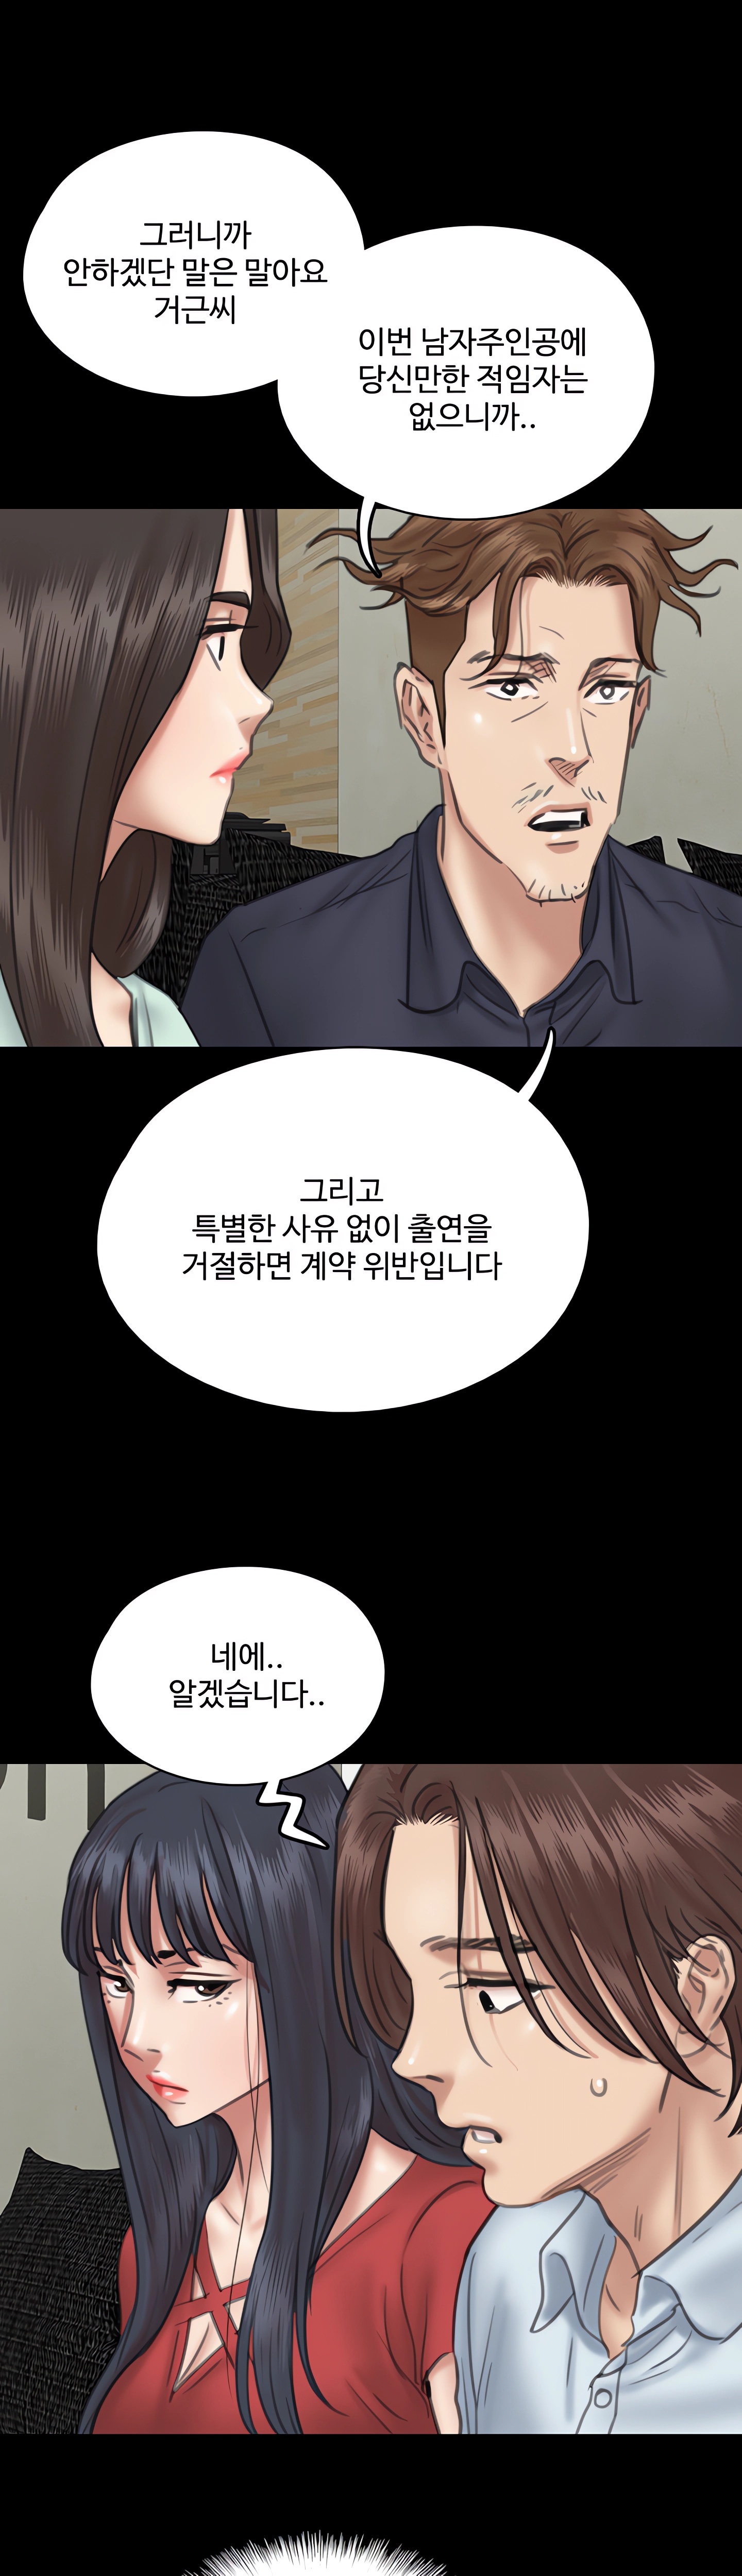 그러니까
안하겠단 말은 말아요
거근씨
이번 남자주인공에
당신만한 적임자는
없으니까..
그리고
특별한 사유 없이 출연을
거절하면 계약 위반입니다
네에..
알겠습니다..